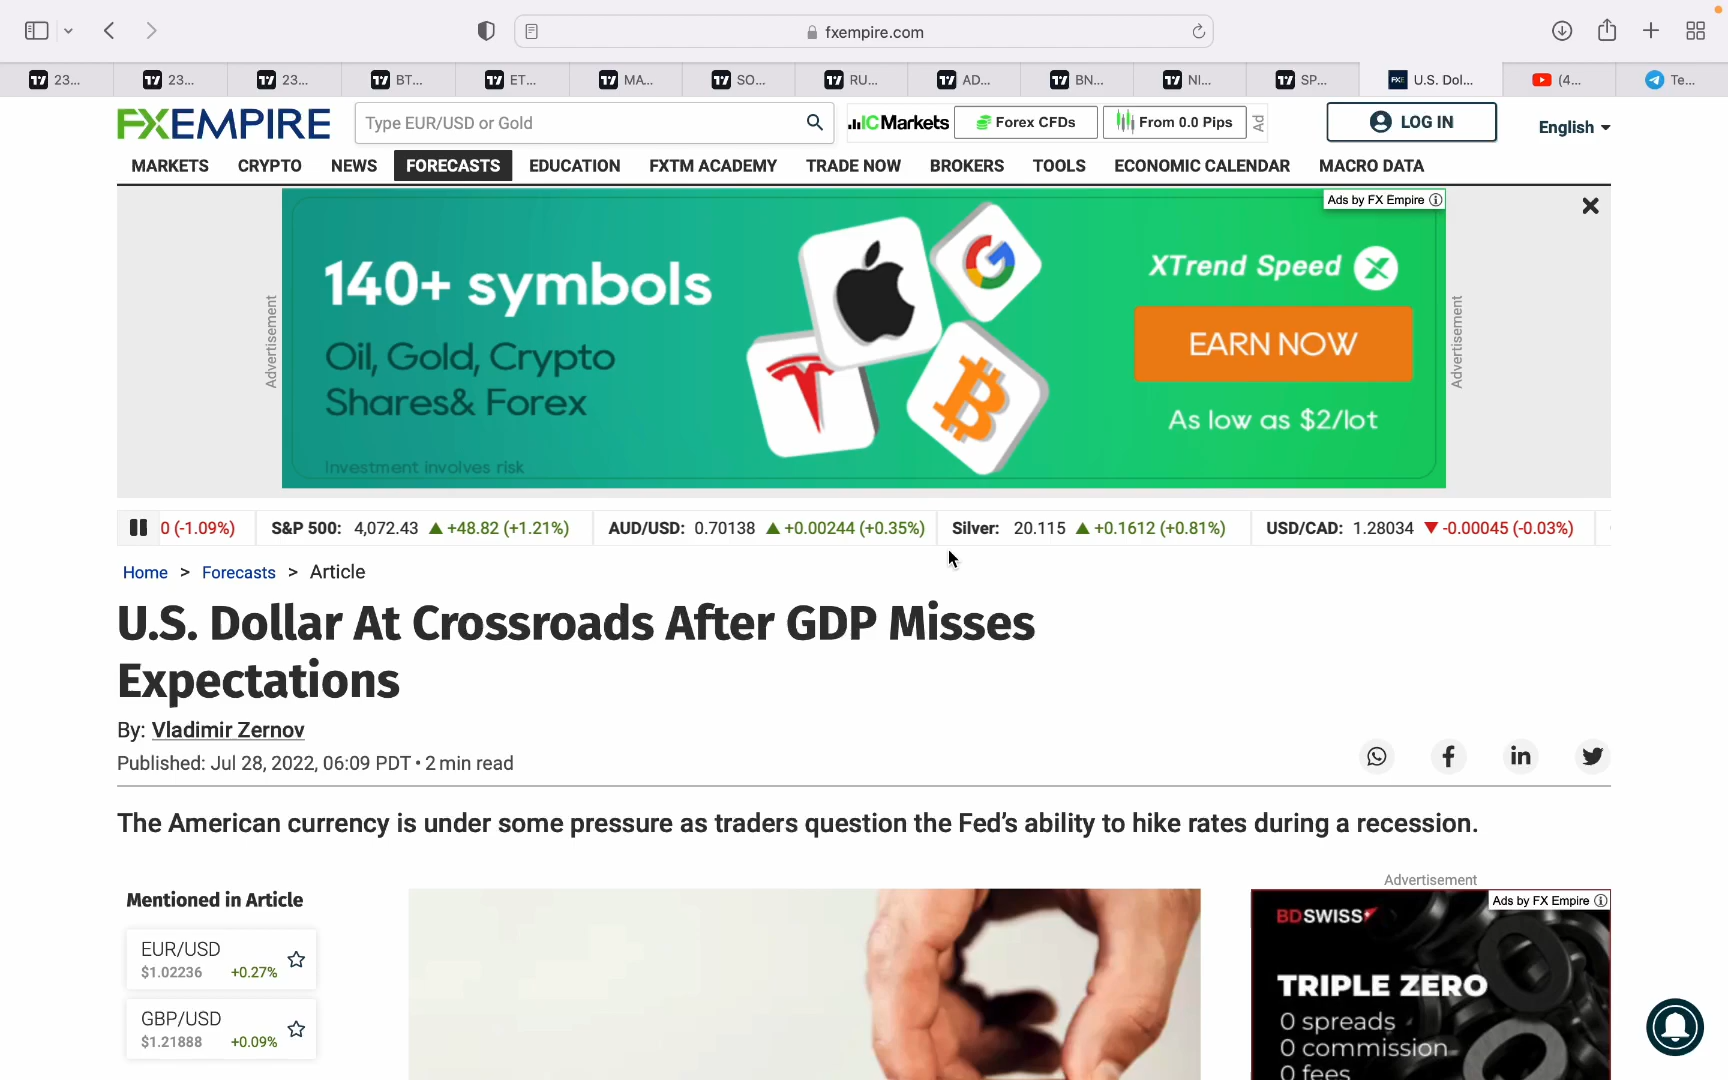 fxempire.com
23...
23...
23...
BT...
ET...
MA...
SO...
RU...
AD...
BN...
NI...
SP...
U.S. Dol...
(4...
Te...
FXEMPIRE
Type EUR/USD or Gold
ICMarkets
Forex CFDs
From 0.0 Pips
Ad
LOG IN
English
MARKETS CRYPTO NEWS FORECASTS EDUCATION FXTM ACADEMY TRADE NOW BROKERS TOOLS ECONOMIC CALENDAR MACRO DATA
Advertisement
Ads by FX Empire
140+ symbols
Oil, Gold, Crypto
Shares& Forex
Investment involves risk
XTrend Speed
EARN NOW
As low as $2/lot
Advertisement
0 (-1.09%) S&P 500: 4,072.43 ▲ +48.82 (+1.21%) AUD/USD: 0.70138 ▲ +0.00244 (+0.35%) Silver: 20.115 ▲ +0.1612 (+0.81%) USD/CAD: 1.28034 ▼ -0.00045 (-0.03%)
Home > Forecasts > Article
U.S. Dollar At Crossroads After GDP Misses
Expectations
By: Vladimir Zernov
Published: Jul 28, 2022, 06:09 PDT • 2 min read
The American currency is under some pressure as traders question the Fed's ability to hike rates during a recession.
Mentioned in Article
EUR/USD
$1.02236 +0.27%
GBP/USD
$1.21888 +0.09%
Advertisement
Ads by FX Empire
BDSWISS
TRIPLE ZERO
0 spreads
0 commission
0 fees